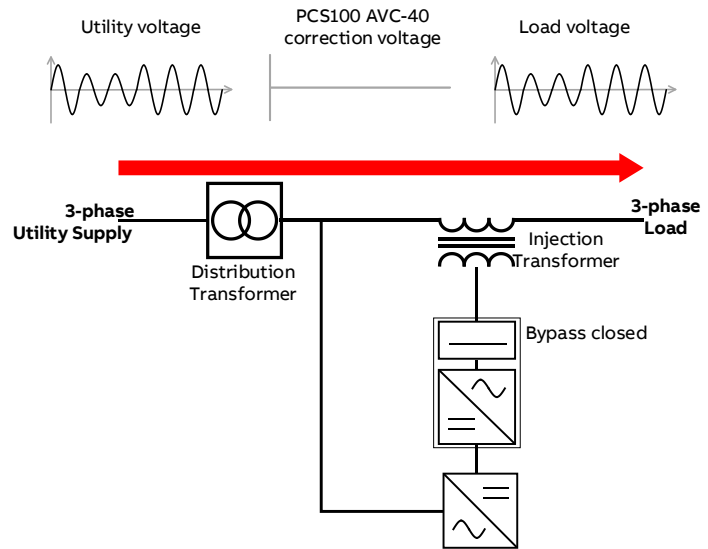 Utility voltage
PCS100 AVC-40
correction voltage
Load voltage
3-phase
Utility Supply
3-phase
Load
Distribution
Transformer
Injection
Transformer
Bypass closed